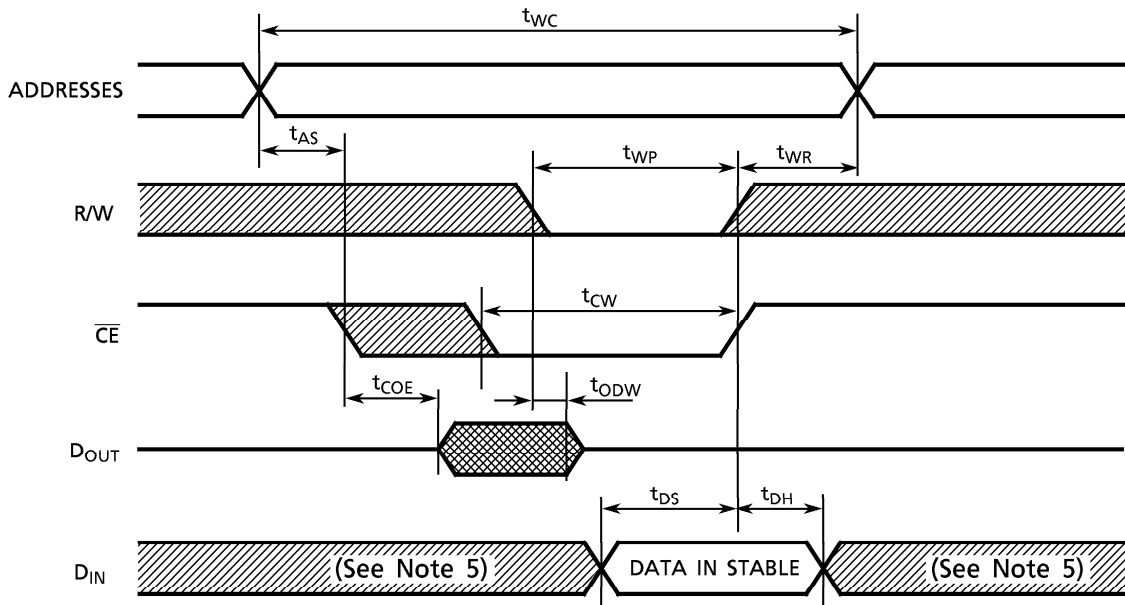 tWC
ADDRESSES
tAS
tWP
tWR
R/W
tCW
CE
tCOE
tODW
DOUT
tDS
tDH
DIN
(See Note 5)
DATA IN STABLE
(See Note 5)